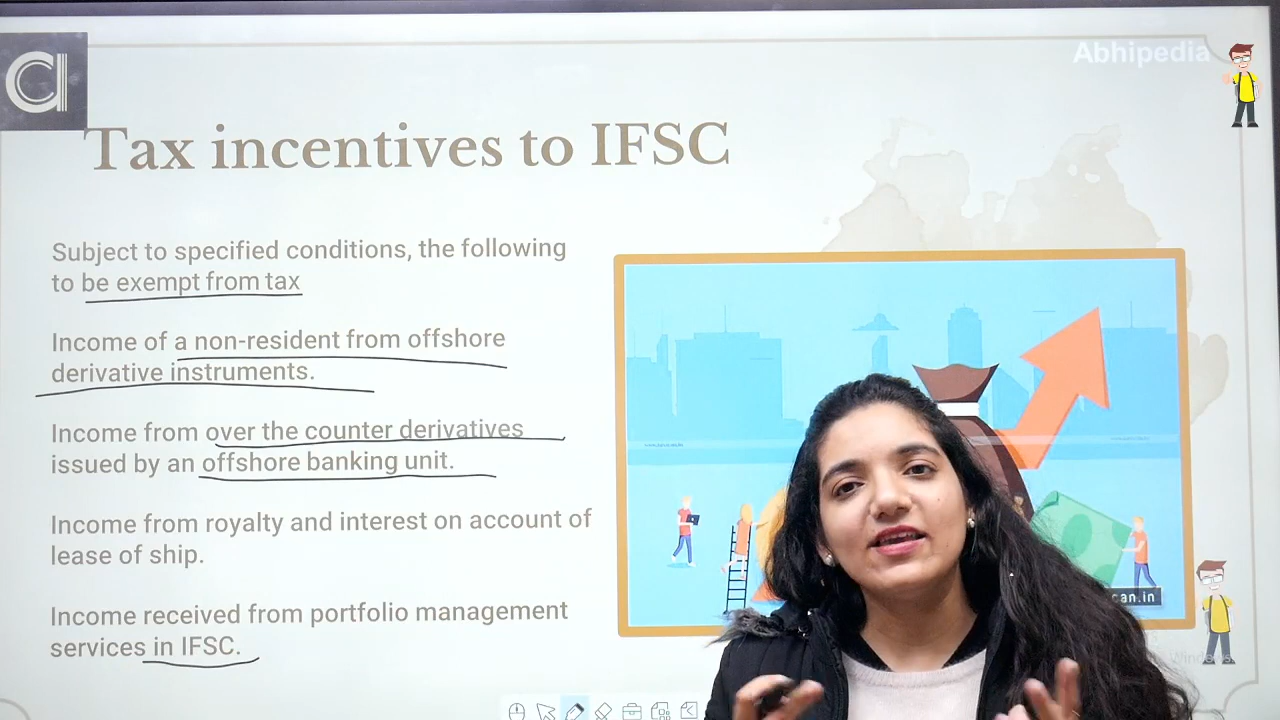 Abhipedia
Tax incentives to IFSC
Subject to specified conditions, the following
to be exempt from tax
Income of a non-resident from offshore
derivative instruments.
Income from over the counter derivatives
issued by an offshore banking unit.
Income from royalty and interest on account of
lease of ship.
Income received from portfolio management
services in IFSC.
can.in
Windows